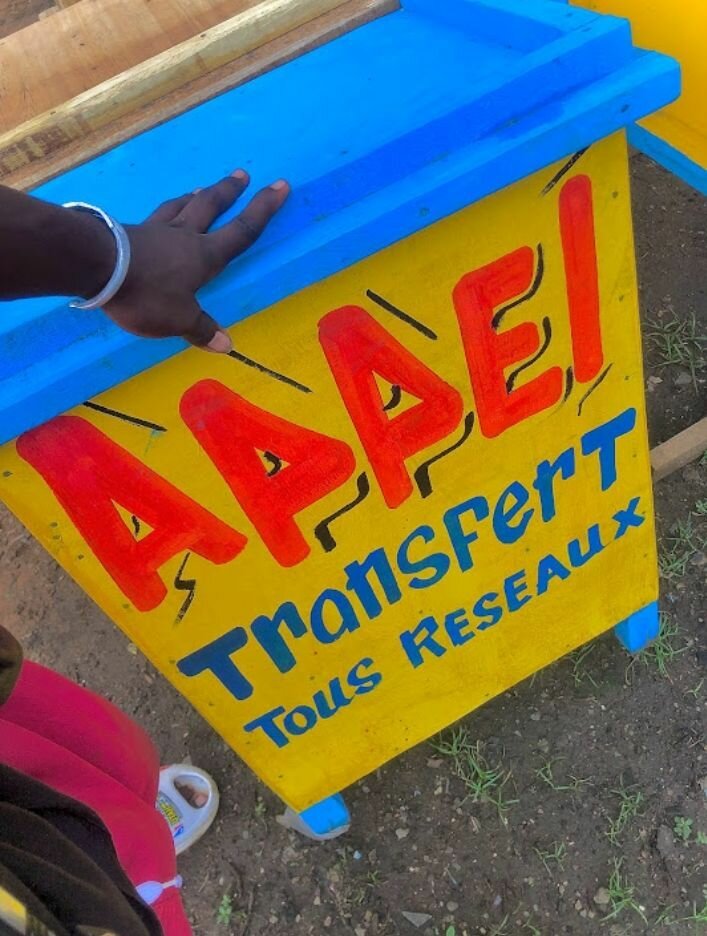 APPEl
Transfert
Tous Reseaux